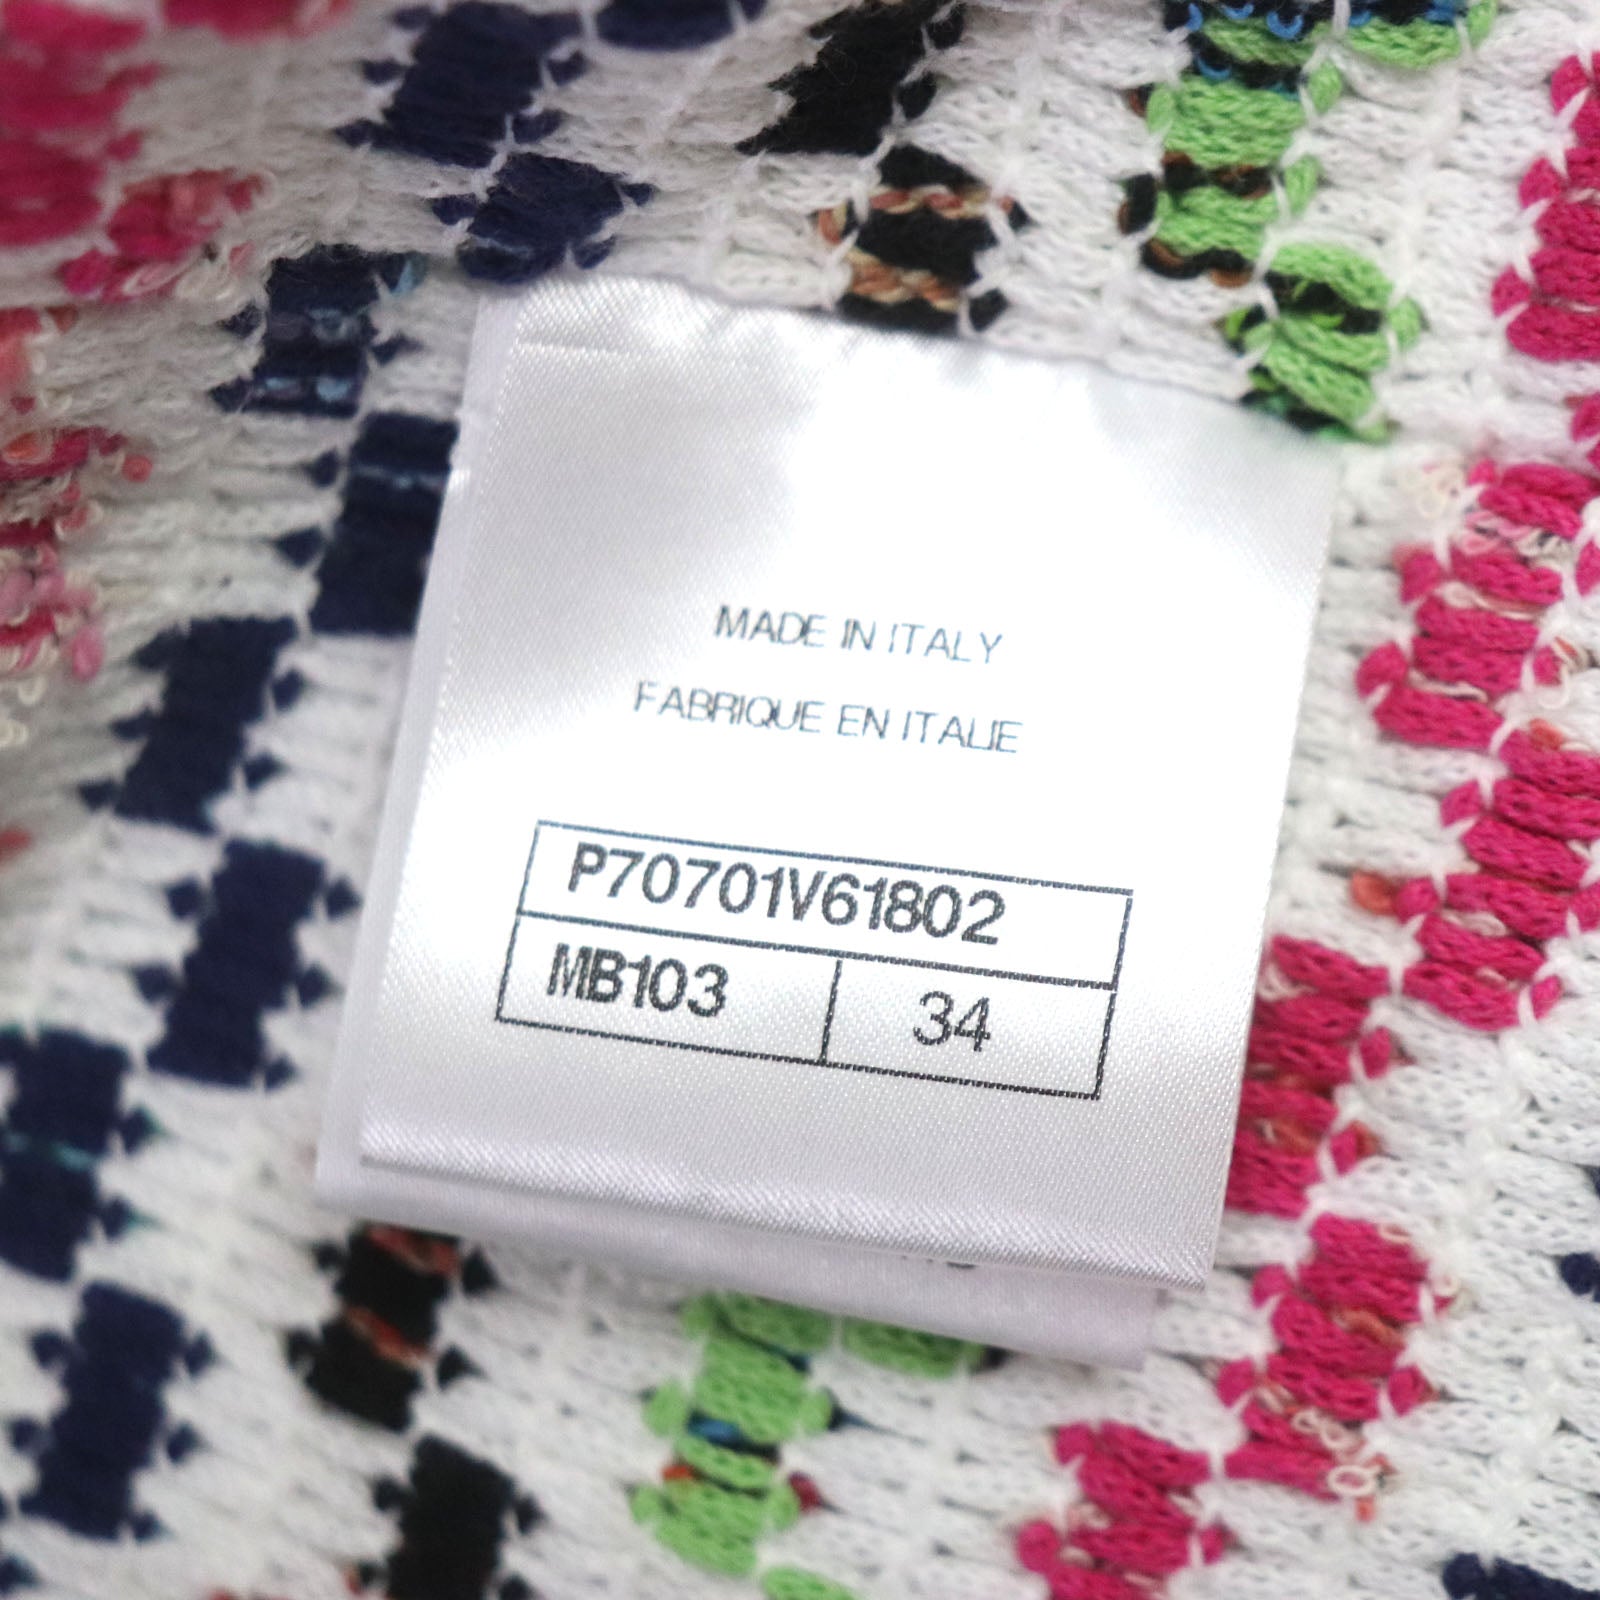 MADE IN ITALY
FABRIQUE EN ITALIE
P70701V61802
MB103 34